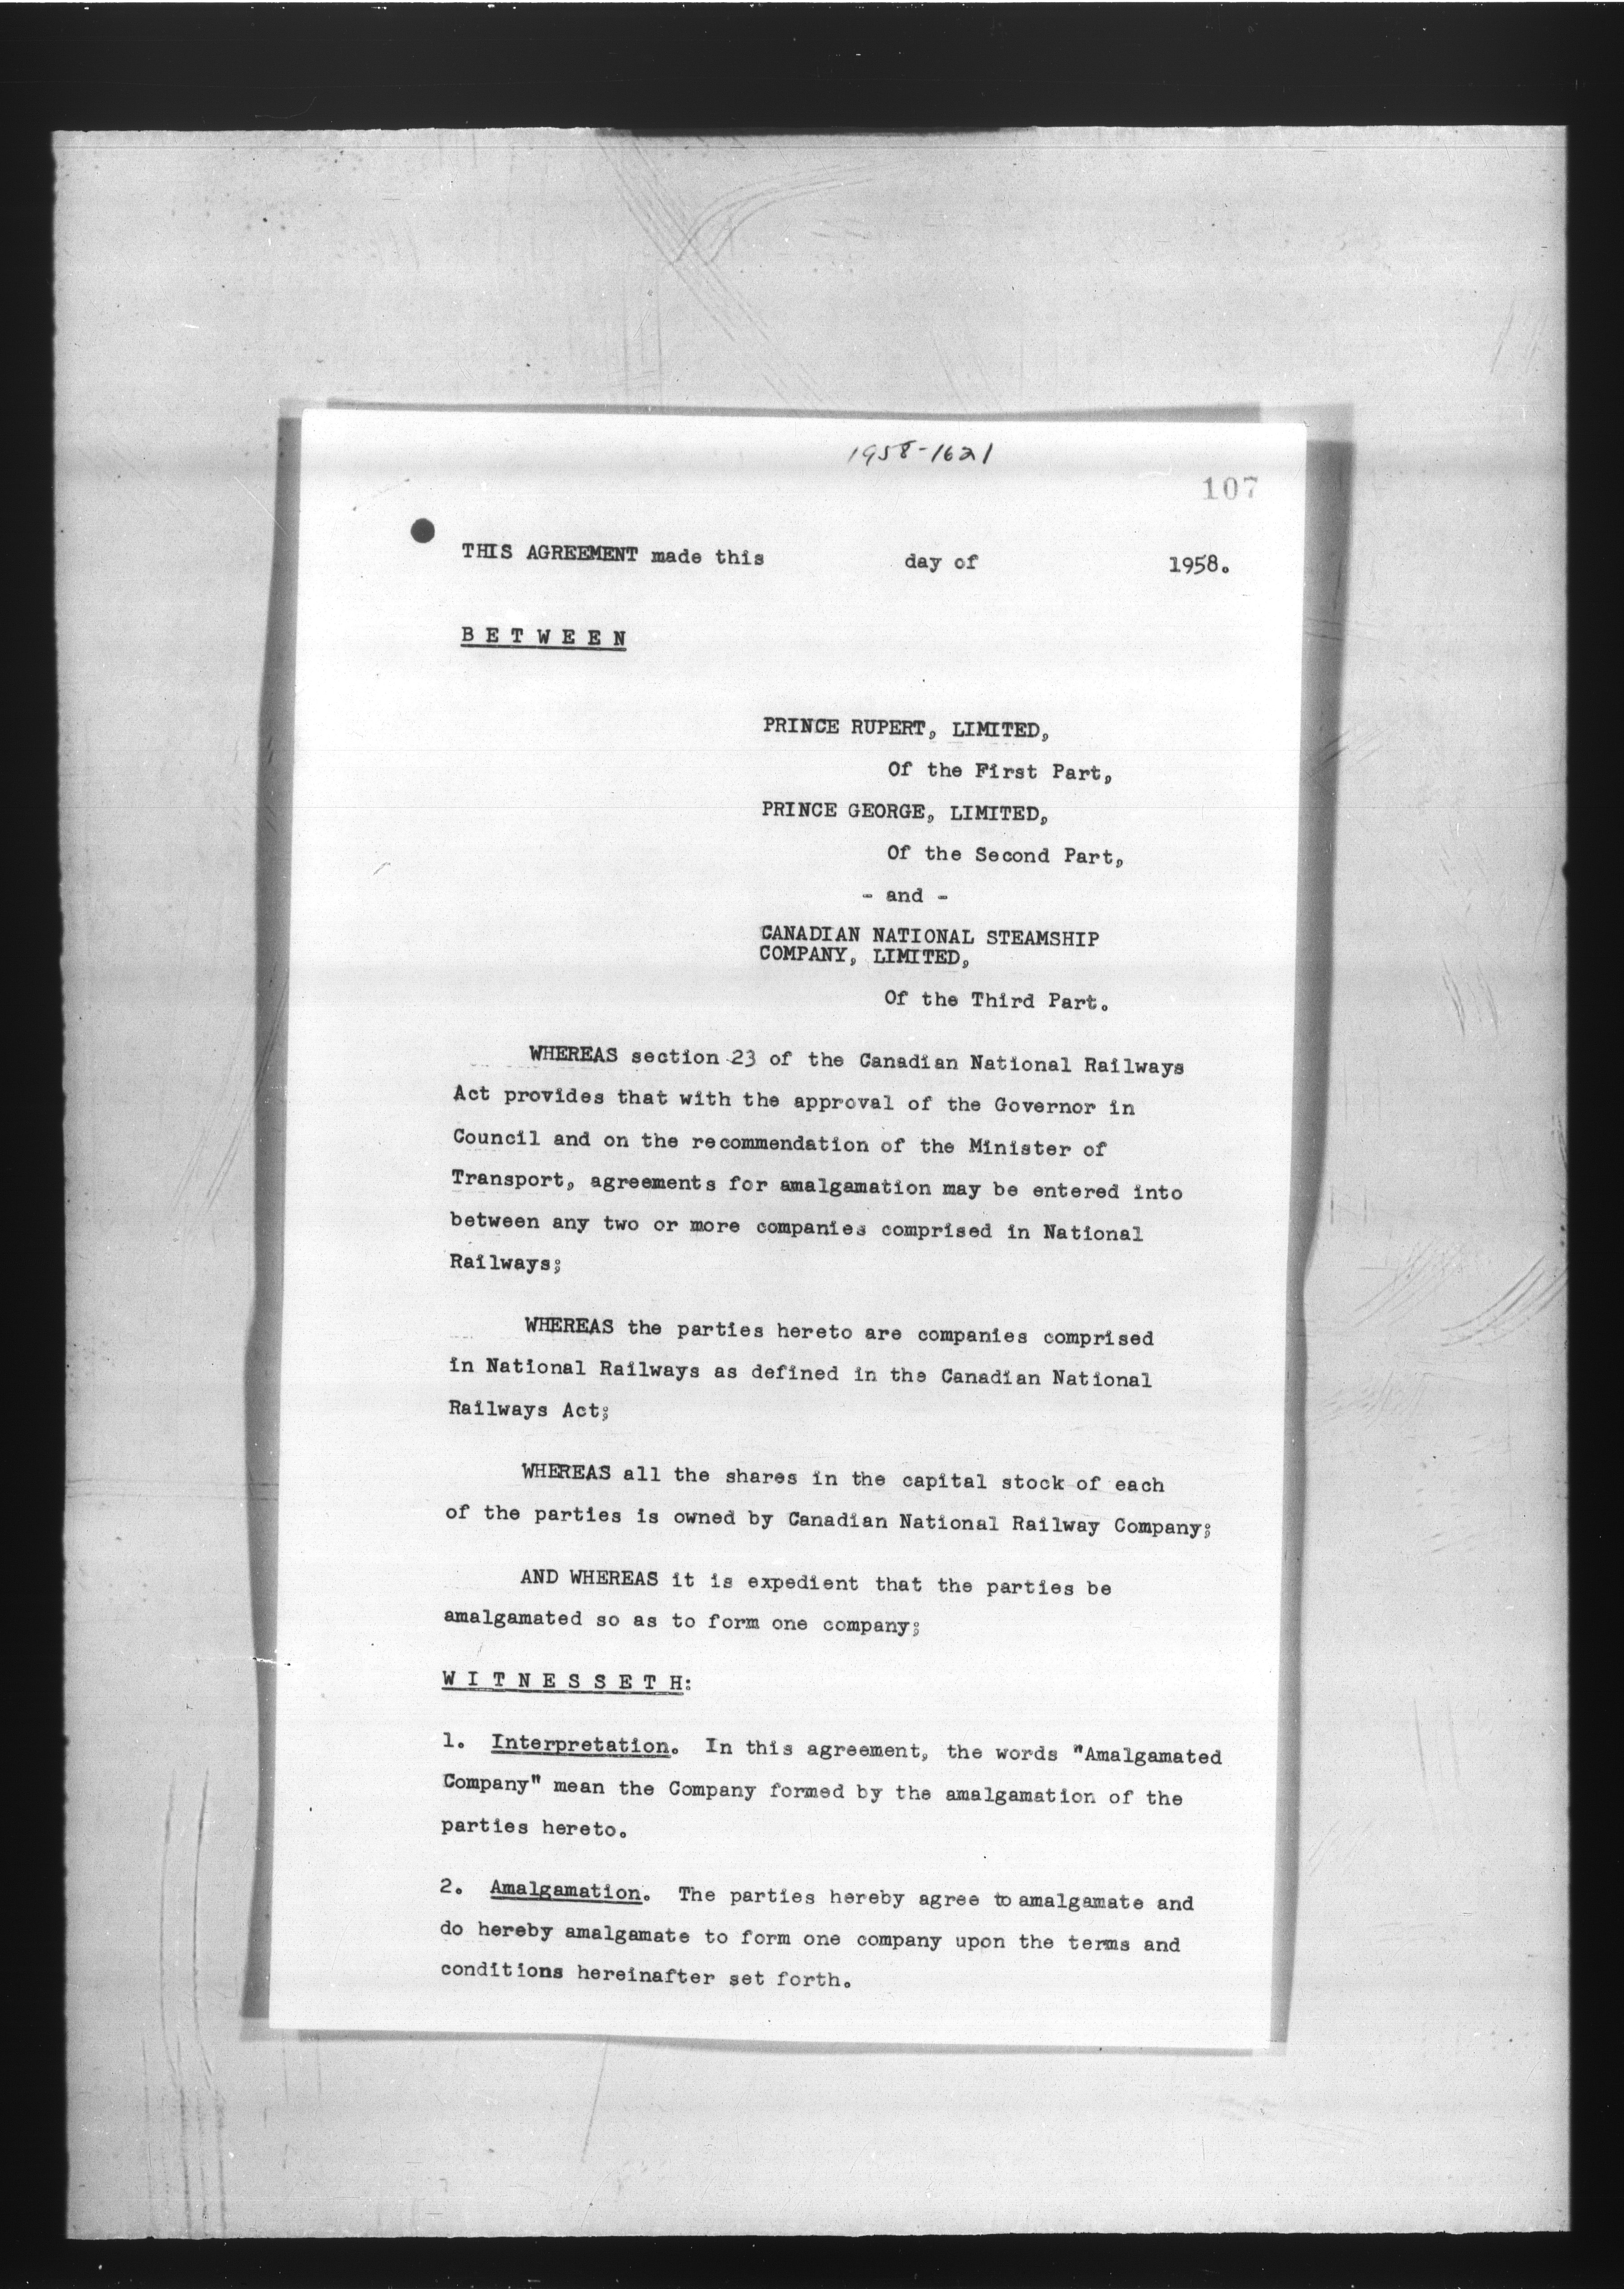 1958-1621
107
THIS AGREEMENT made this day of 1958.
BETWEEN
PRINCE RUPERT, LIMITED,
Of the First Part,
PRINCE GEORGE, LIMITED,
Of the Second Part,
- and -
CANADIAN NATIONAL STEAMSHIP
COMPANY, LIMITED,
Of the Third Part.
WHEREAS section 23 of the Canadian National Railways
Act provides that with the approval of the Governor in
Council and on the recommendation of the Minister of
Transport, agreements for amalgamation may be entered into
between any two or more companies comprised in National
Railways;
WHEREAS the parties hereto are companies comprised
in National Railways as defined in the Canadian National
Railways Act;
WHEREAS all the shares in the capital stock of each
of the parties is owned by Canadian National Railway Company;
AND WHEREAS it is expedient that the parties be
amalgamated so as to form one company;
WITNESSETH:
1. Interpretation. In this agreement, the words "Amalgamated
Company" mean the Company formed by the amalgamation of the
parties hereto.
2. Amalgamation. The parties hereby agree to amalgamate and
do hereby amalgamate to form one company upon the terms and
conditions hereinafter set forth.